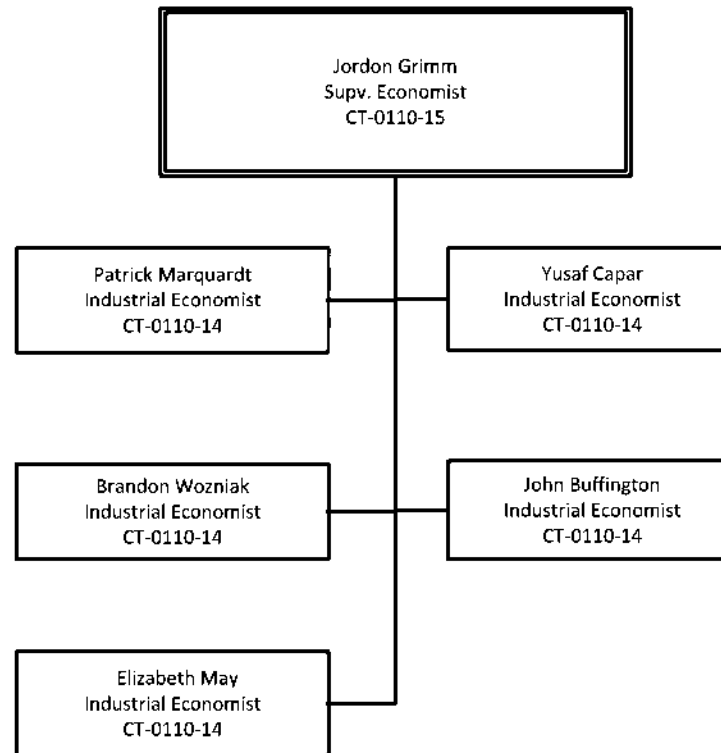 Jordon Grimm
Supv. Economist
CT-0110-15
Patrick Marquardt
Industrial Economist
CT-0110-14
Yusaf Capar
Industrial Economist
CT-0110-14
Brandon Wozniak
Industrial Economist
CT-0110-14
John Buffington
Industrial Economist
CT-0110-14
Elizabeth May
Industrial Economist
CT-0110-14